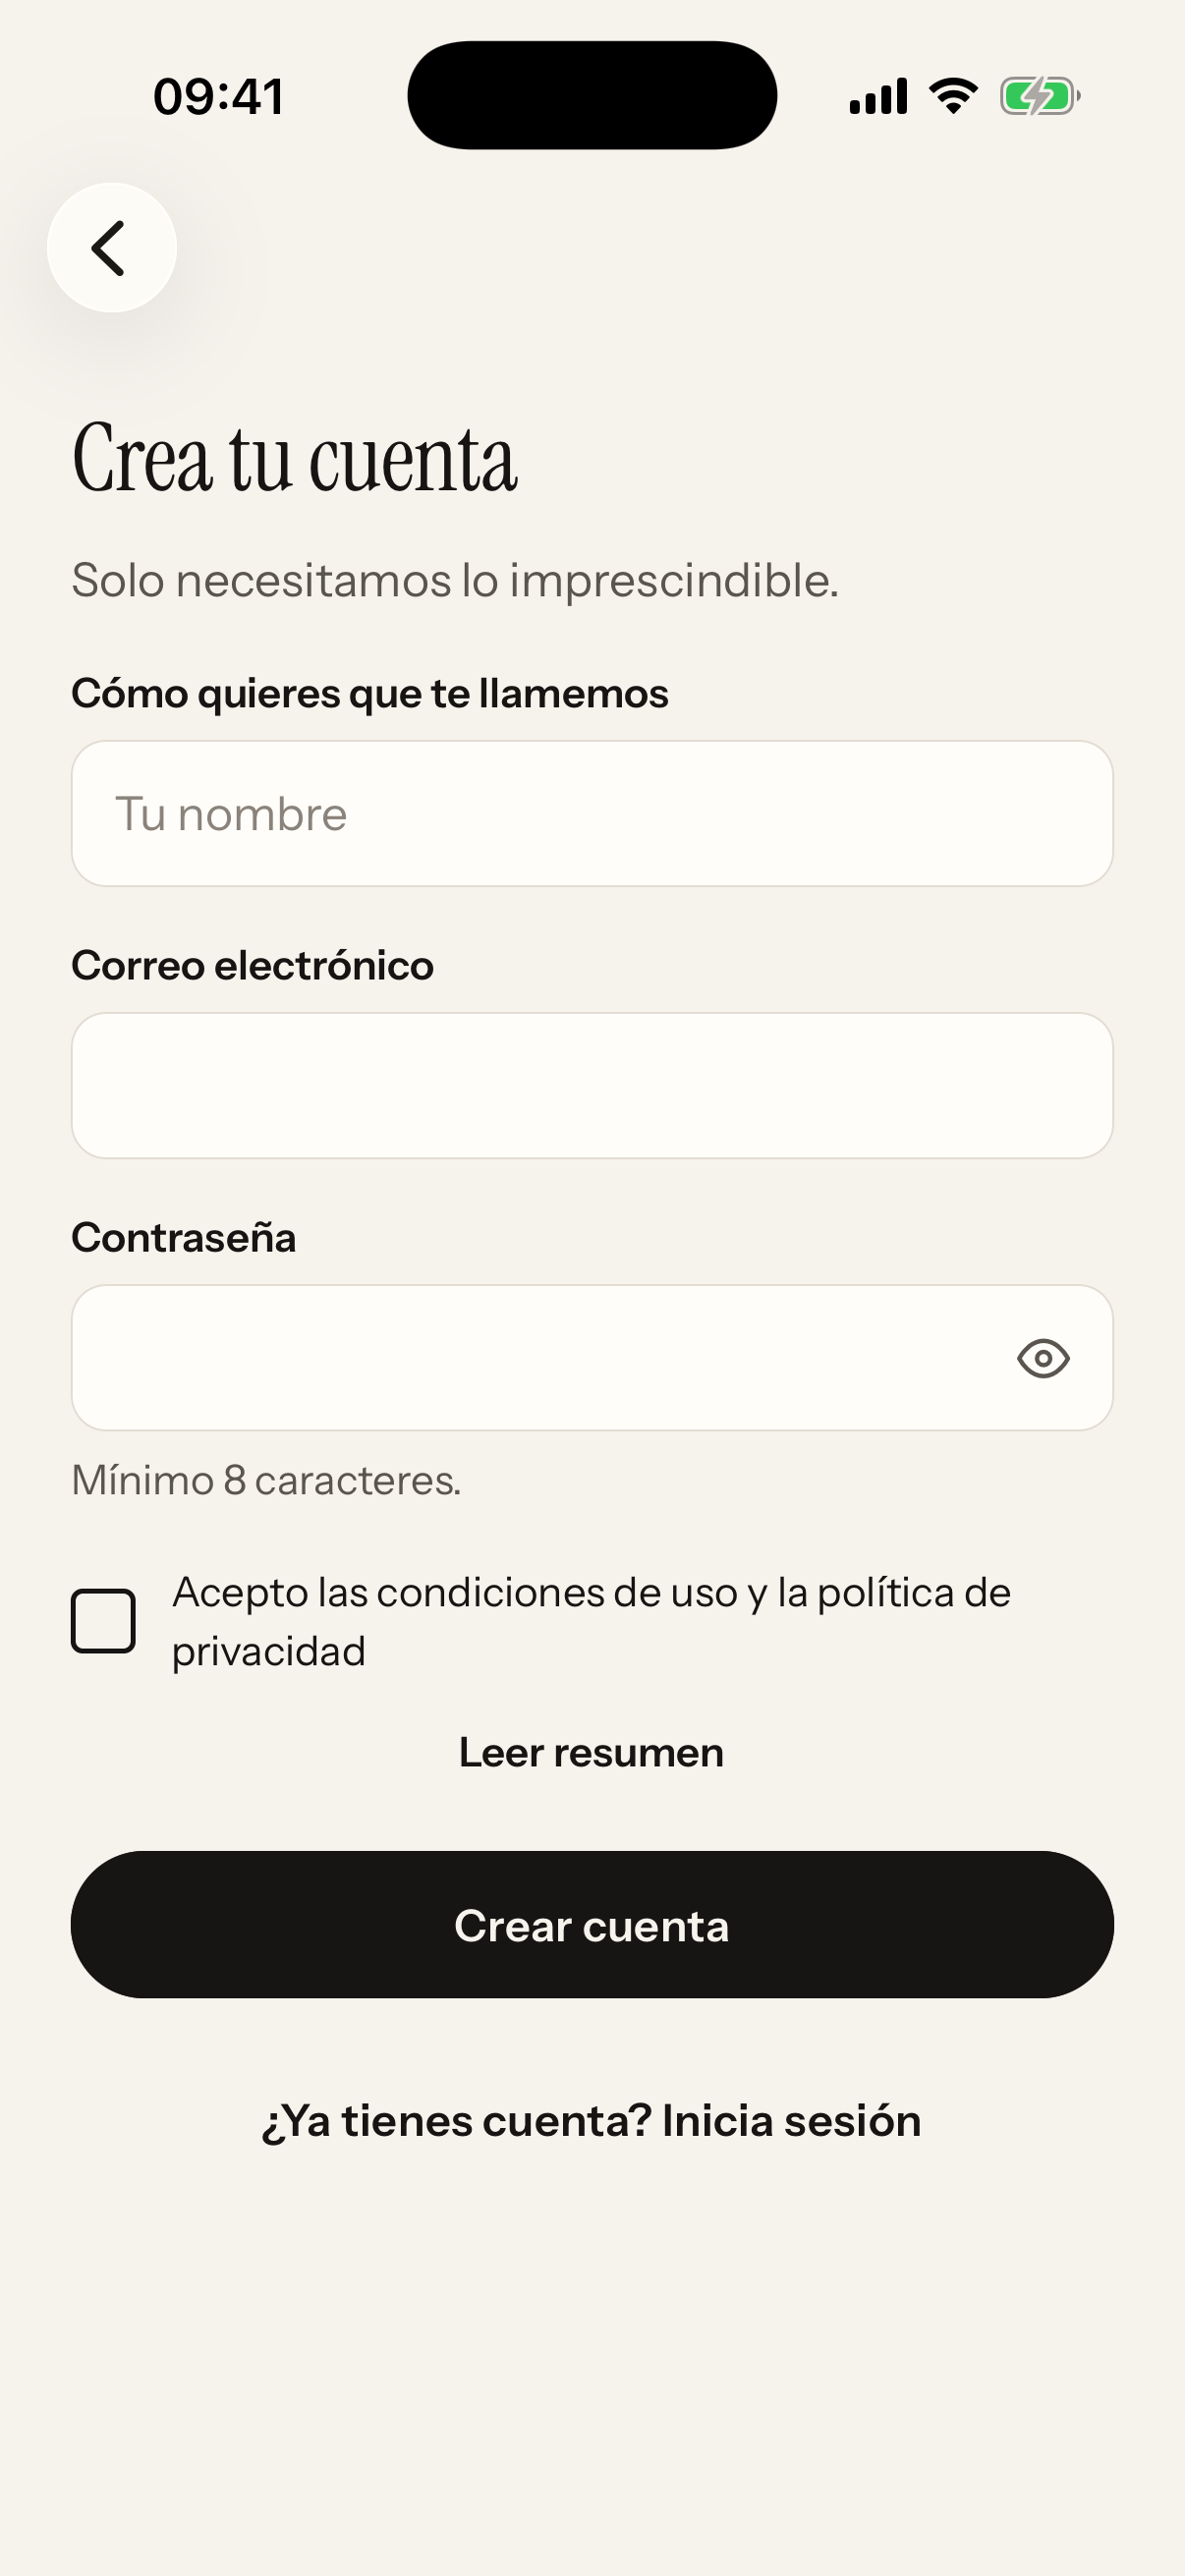 09:41
Crea tu cuenta
Solo necesitamos lo imprescindible.
Cómo quieres que te llamemos
Tu nombre
Correo electrónico
Contraseña
Mínimo 8 caracteres.
Acepto las condiciones de uso y la política de
privacidad
Leer resumen
Crear cuenta
¿Ya tienes cuenta? Inicia sesión